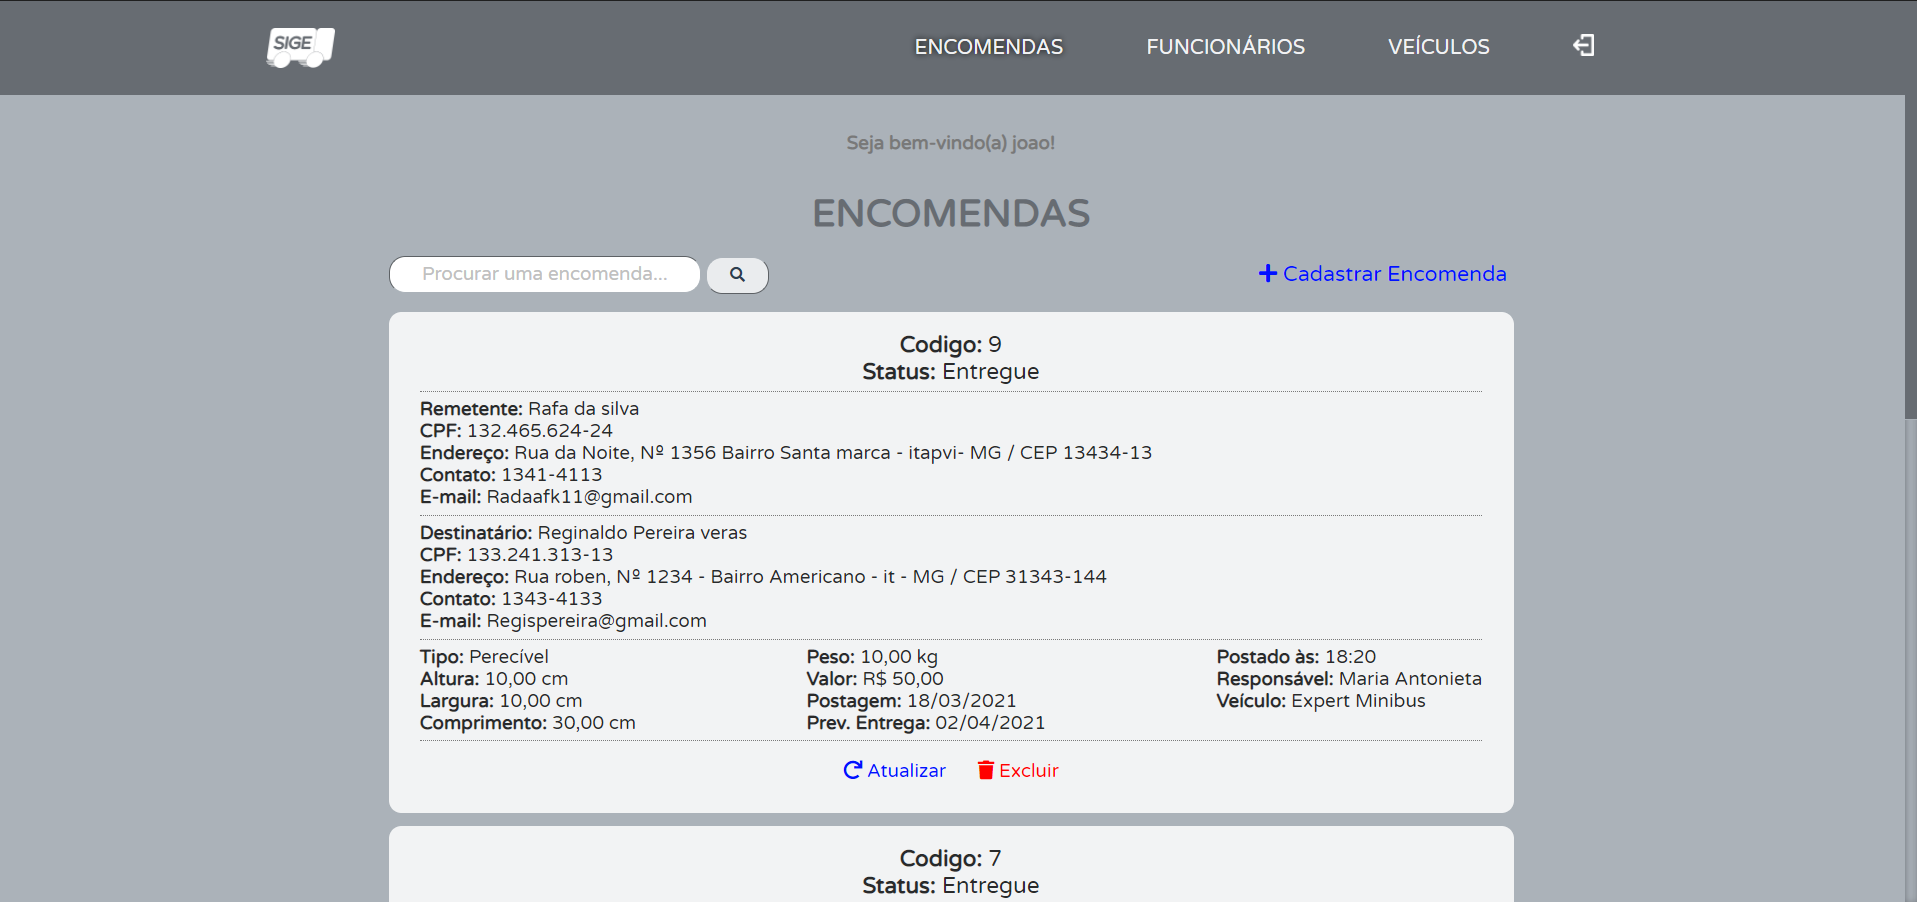 SIGE
ENCOMENDAS FUNCIONÁRIOS VEÍCULOS
Seja bem-vindo(a) joao!
ENCOMENDAS
Procurar uma encomenda... Cadastrar Encomenda
Codigo: 9
Status: Entregue
Remetente: Rafa da silva
CPF: 132.465.624-24
Endereço: Rua da Noite, Nº 1356 Bairro Santa marca - itapvi- MG / CEP 13434-13
Contato: 1341-4113
E-mail: Radaafk11@gmail.com
Destinatário: Reginaldo Pereira veras
CPF: 133.241.313-13
Endereço: Rua roben, Nº 1234 - Bairro Americano - it - MG / CEP 31343-144
Contato: 1343-4133
E-mail: Regispereira@gmail.com
Tipo: Perecível Peso: 10,00 kg Postado às: 18:20
Altura: 10,00 cm Valor: R$ 50,00 Responsável: Maria Antonieta
Largura: 10,00 cm Postagem: 18/03/2021 Veículo: Expert Minibus
Comprimento: 30,00 cm Prev. Entrega: 02/04/2021
Atualizar Excluir
Codigo: 7
Status: Entregue